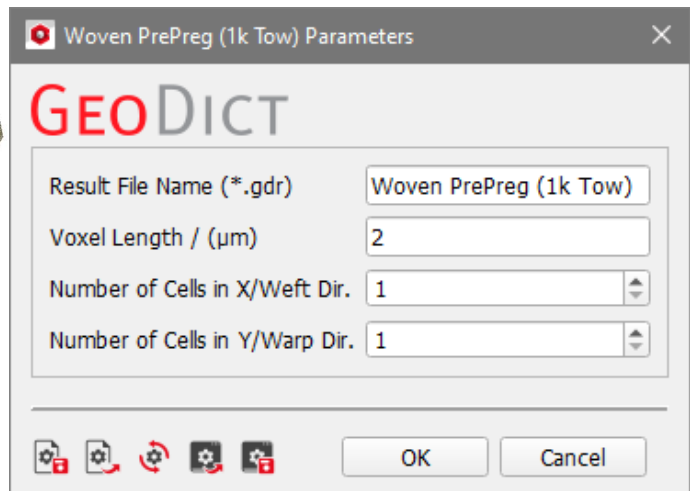 Woven PrePreg (1k Tow) Parameters
GEODICT
Result File Name (*.gdr) Woven PrePreg (1k Tow)
Voxel Length / (µm) 2
Number of Cells in X/Weft Dir. 1
Number of Cells in Y/Warp Dir. 1
OK Cancel